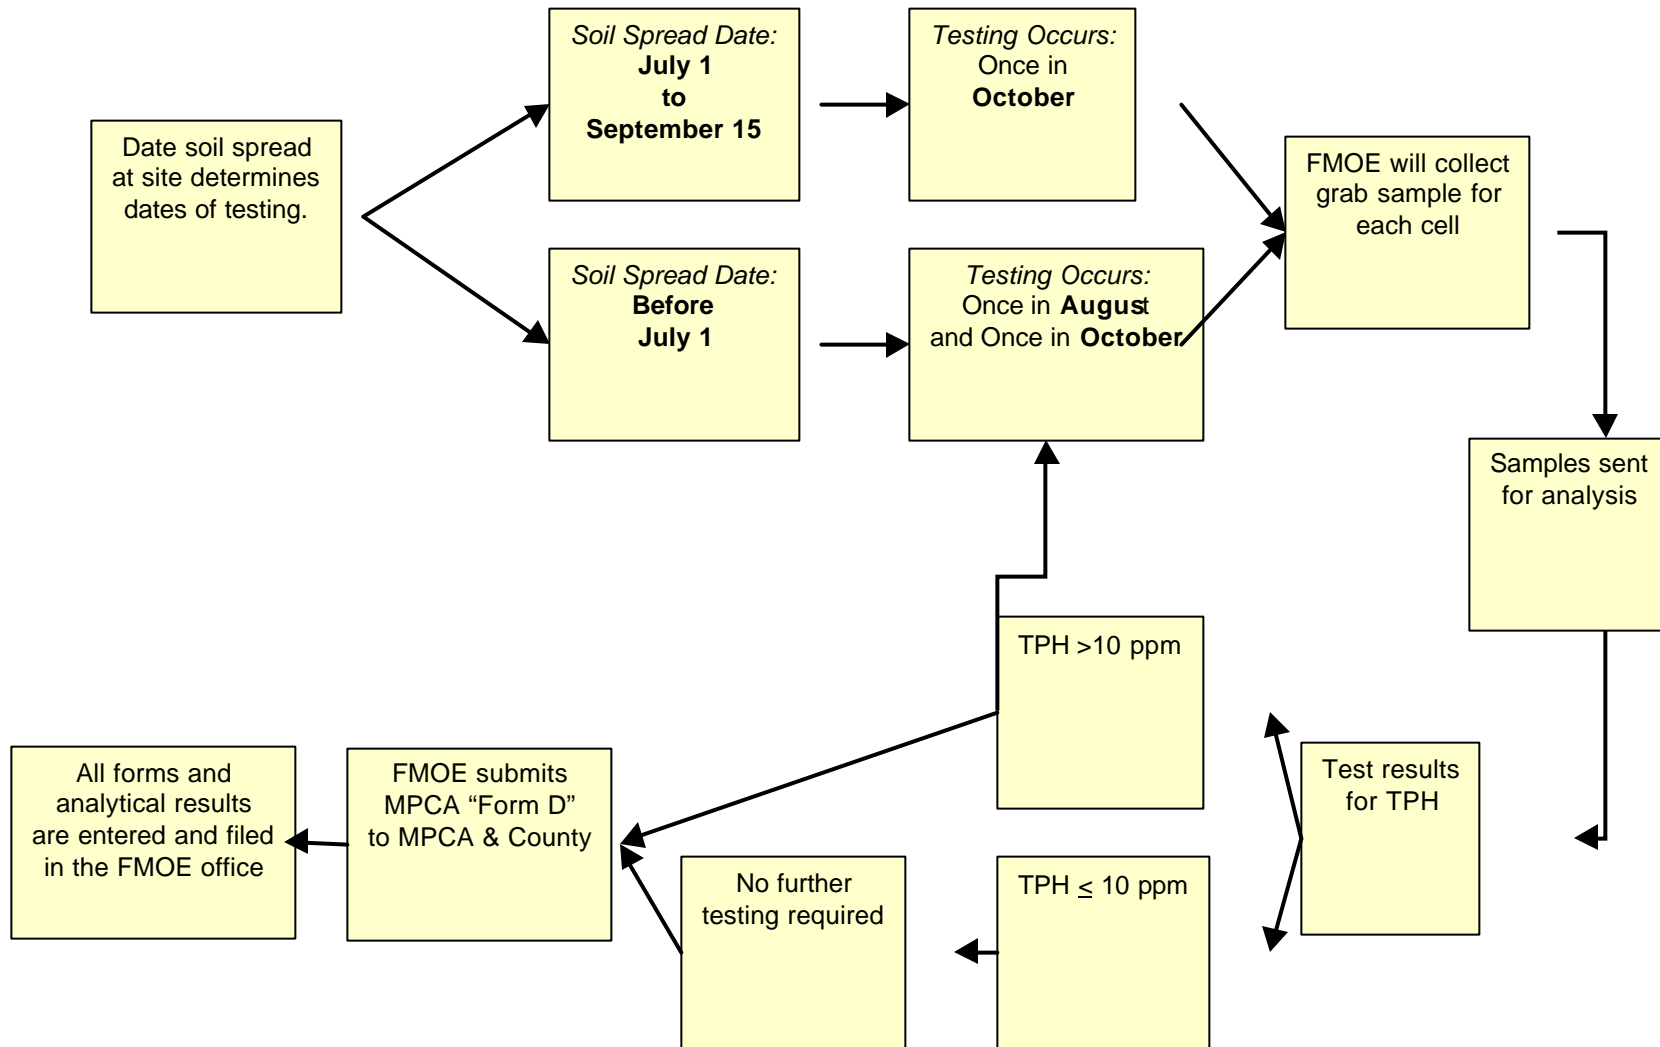 Date soil spread
at site determines
dates of testing.
Soil Spread Date:
July 1
to
September 15
Testing Occurs:
Once in
October
Soil Spread Date:
Before
July 1
Testing Occurs:
Once in August
and Once in October
FMOE will collect
grab sample for
each cell
Samples sent
for analysis
Test results
for TPH
TPH >10 ppm
TPH ≤ 10 ppm
No further
testing required
FMOE submits
MPCA “Form D”
to MPCA & County
All forms and
analytical results
are entered and filed
in the FMOE office